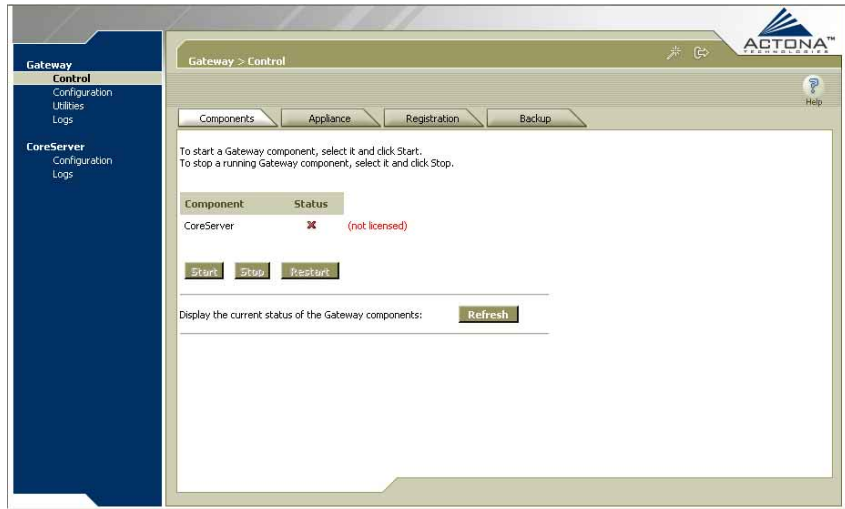 ACTONA™
TECHNOLOGIES
Gateway > Control
Help
Gateway
Control
Configuration
Utilities
Logs
CoreServer
Configuration
Logs
Components
Appliance
Registration
Backup
To start a Gateway component, select it and click Start.
To stop a running Gateway component, select it and click Stop.
Component Status
CoreServer (not licensed)
Start Stop Restart
Display the current status of the Gateway components: Refresh